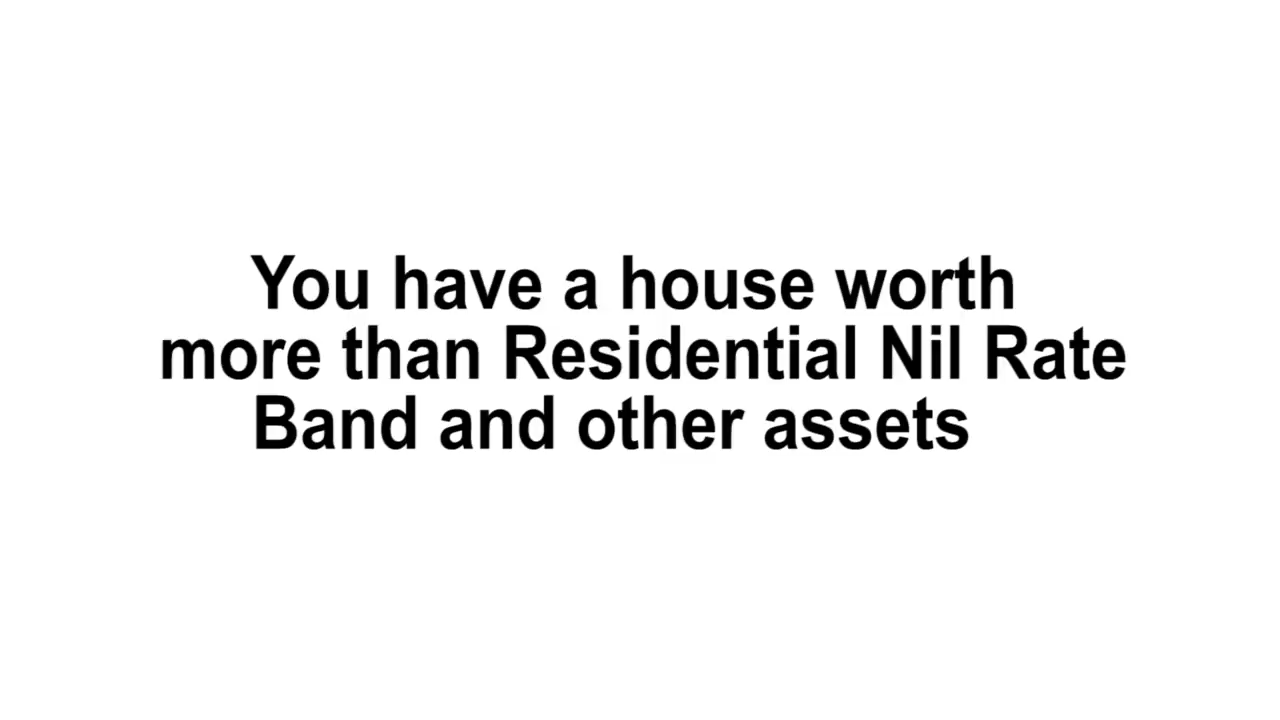 You have a house worth
more than Residential Nil Rate
Band and other assets